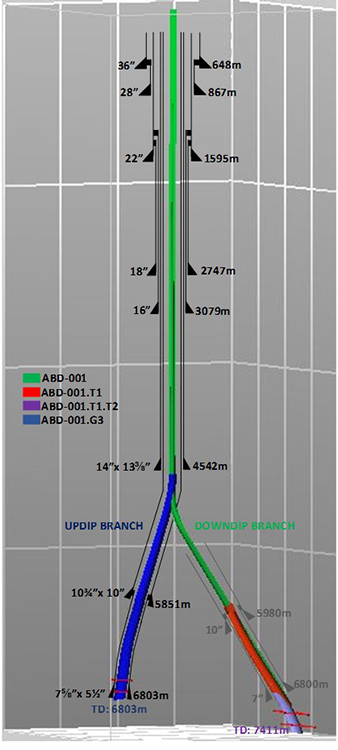 36" 648m
28" 867m
22" 1595m
18" 2747m
16" 3079m
ABD-001
ABD-001.T1
ABD-001.T1.T2
ABD-001.G3
14"x 13⅜" 4542m
UPDIP BRANCH
DOWNDIP BRANCH
10¾"x 10" 5851m
5980m
10"
6800m
7"
7⅝"x 5½" 6803m
TD: 6803m
TD: 7411m